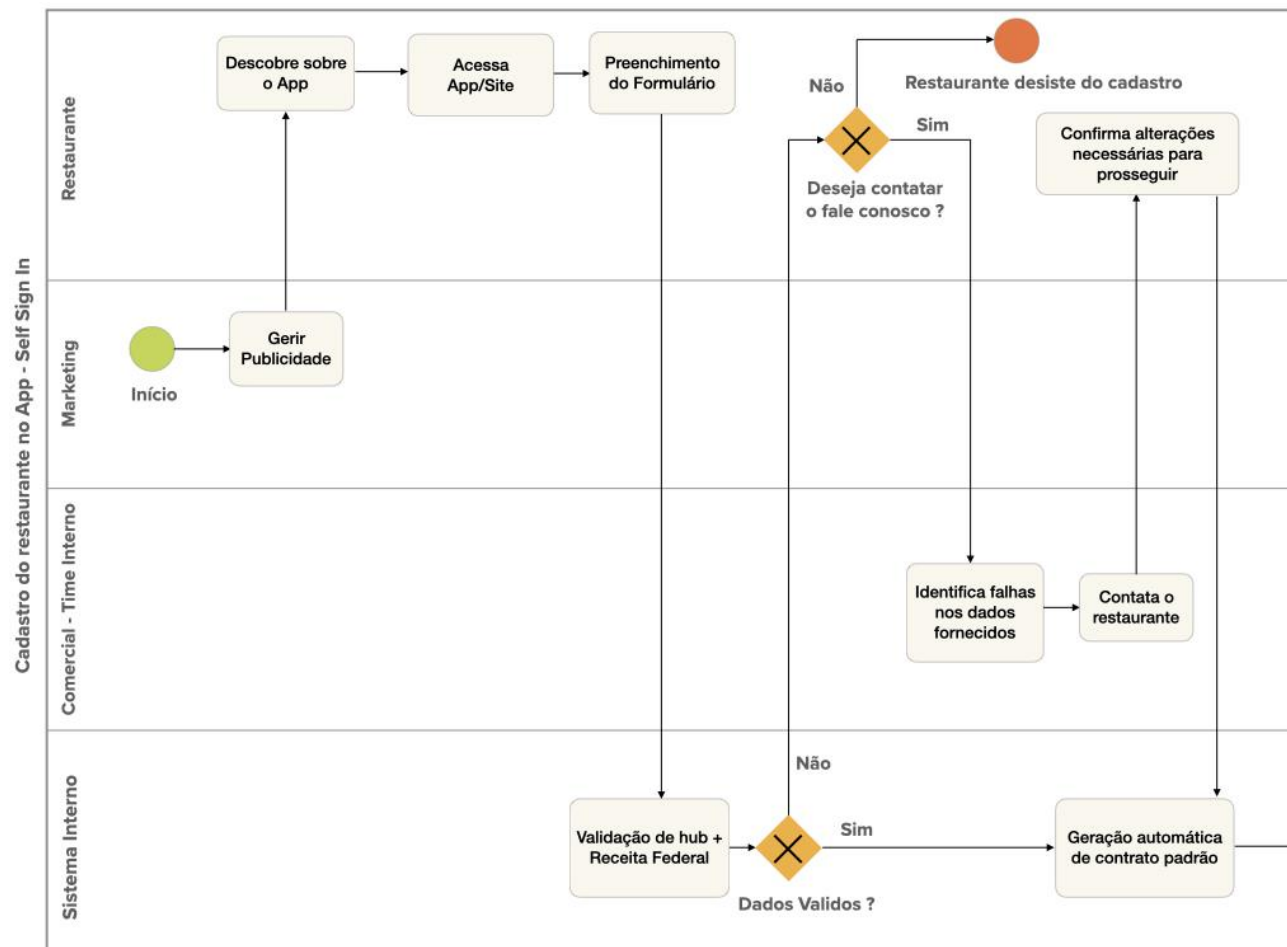 Cadastro do restaurante no App - Self Sign In
Restaurante
Descobre sobre
o App
Acessa
App/Site
Preenchimento
do Formulário
Não
Restaurante desiste do cadastro
Sim
Deseja contatar
o fale conosco ?
Confirma alterações
necessárias para
prosseguir
Marketing
Início
Gerir
Publicidade
Comercial - Time Interno
Identifica falhas
nos dados
fornecidos
Contata o
restaurante
Sistema Interno
Validação de hub +
Receita Federal
Não
Sim
Dados Validos ?
Geração automática
de contrato padrão